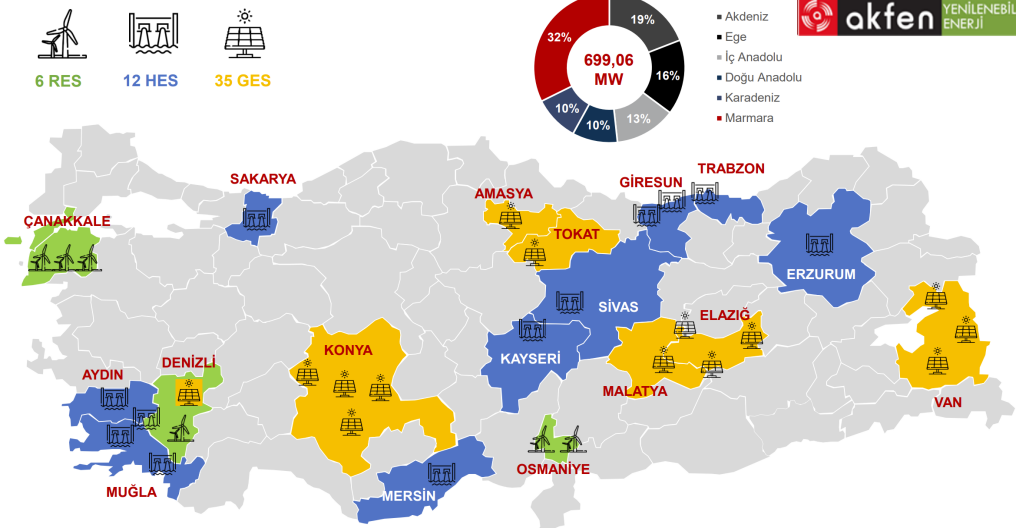 6 RES
12 HES
35 GES
19%
16%
13%
10%
10%
32%
699,06
MW
Akdeniz
Ege
İç Anadolu
Doğu Anadolu
Karadeniz
Marmara
akfen
YENİLENEBİL
ENERJİ
ÇANAKKALE
SAKARYA
AMASYA
TOKAT
GİRESUN
TRABZON
ERZURUM
SİVAS
ELAZIĞ
KAYSERİ
MALATYA
VAN
KONYA
DENİZLİ
AYDIN
MUĞLA
MERSİN
OSMANİYE